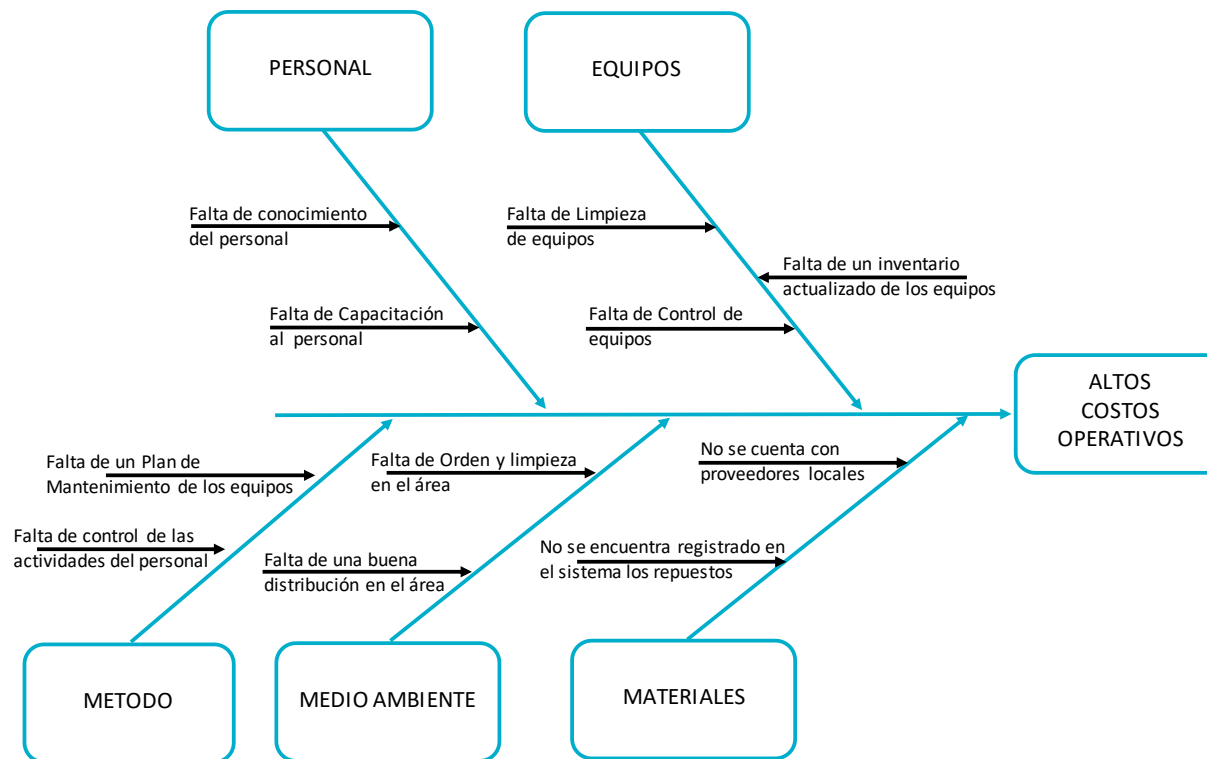 PERSONAL
EQUIPOS
Falta de conocimiento
del personal
Falta de Limpieza
de equipos
Falta de un inventario
actualizado de los equipos
Falta de Capacitación
al personal
Falta de Control de
equipos
ALTOS
COSTOS
OPERATIVOS
Falta de un Plan de
Mantenimiento de los equipos
Falta de Orden y limpieza
en el área
No se cuenta con
proveedores locales
Falta de control de las
actividades del personal
Falta de una buena
distribución en el área
No se encuentra registrado en
el sistema los repuestos
METODO
MEDIO AMBIENTE
MATERIALES